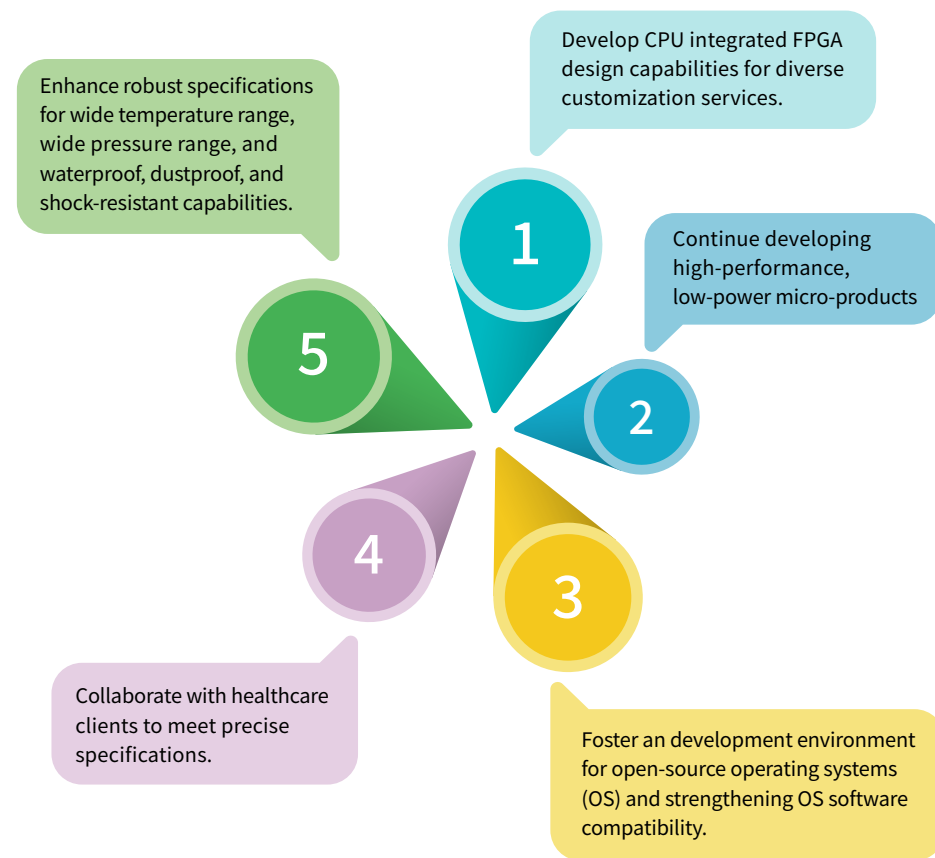 1
Develop CPU integrated FPGA
design capabilities for diverse
customization services.
2
Continue developing
high-performance,
low-power micro-products
3
Foster an development environment
for open-source operating systems
(OS) and strengthening OS software
compatibility.
4
Collaborate with healthcare
clients to meet precise
specifications.
5
Enhance robust specifications
for wide temperature range,
wide pressure range, and
waterproof, dustproof, and
shock-resistant capabilities.